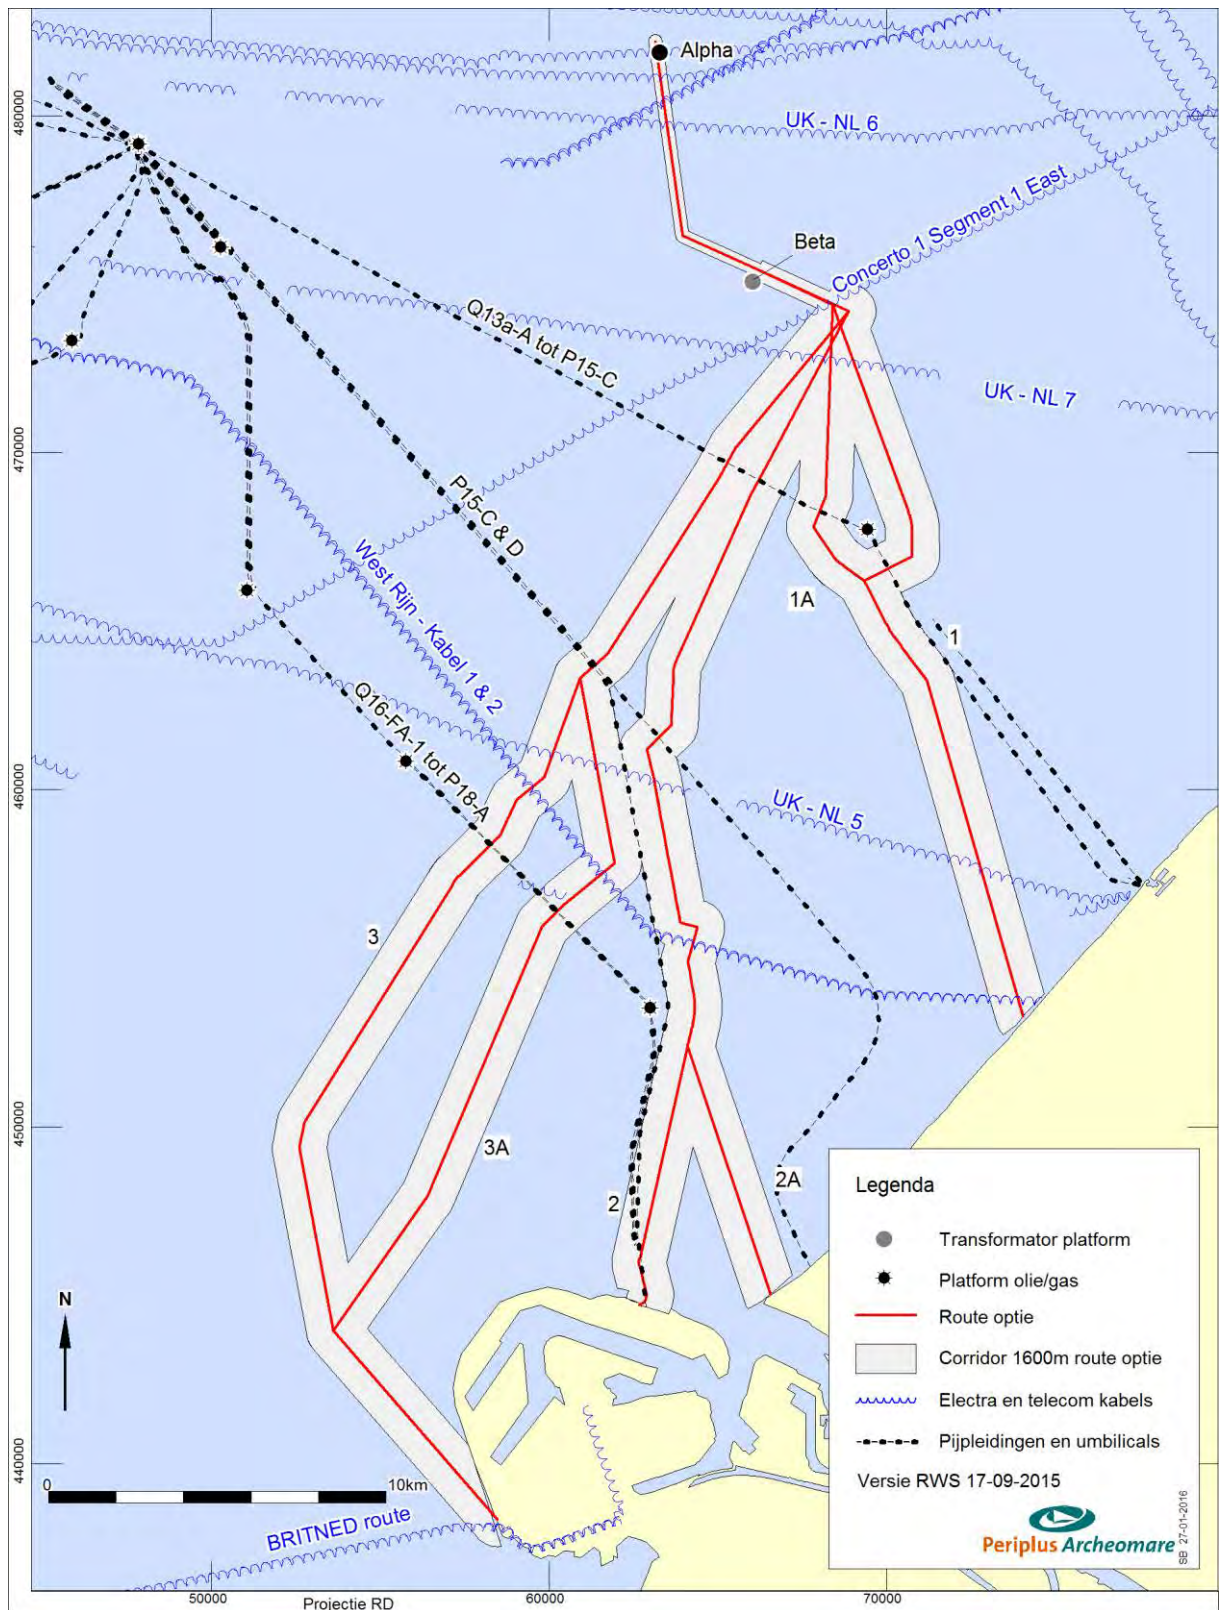 Alpha
480000
UK - NL 6
Concerto 1 Segment 1 East
Beta
Q13a-A tot P15-C
UK - NL 7
470000
P15-C & D
West Rijn - Kabel 1 & 2
1A
1
Q16-FA-1 tot P18-A
460000
UK - NL 5
3
450000
3A
2
2A
N
Legenda
Transformator platform
Platform olie/gas
Route optie
Corridor 1600m route optie
Electra en telecom kabels
Pijpleidingen en umbilicals
Versie RWS 17-09-2015
Periplus Archeomare
SB 27-01-2016
440000
0
10km
BRITNED route
50000
60000
70000
Projectie RD